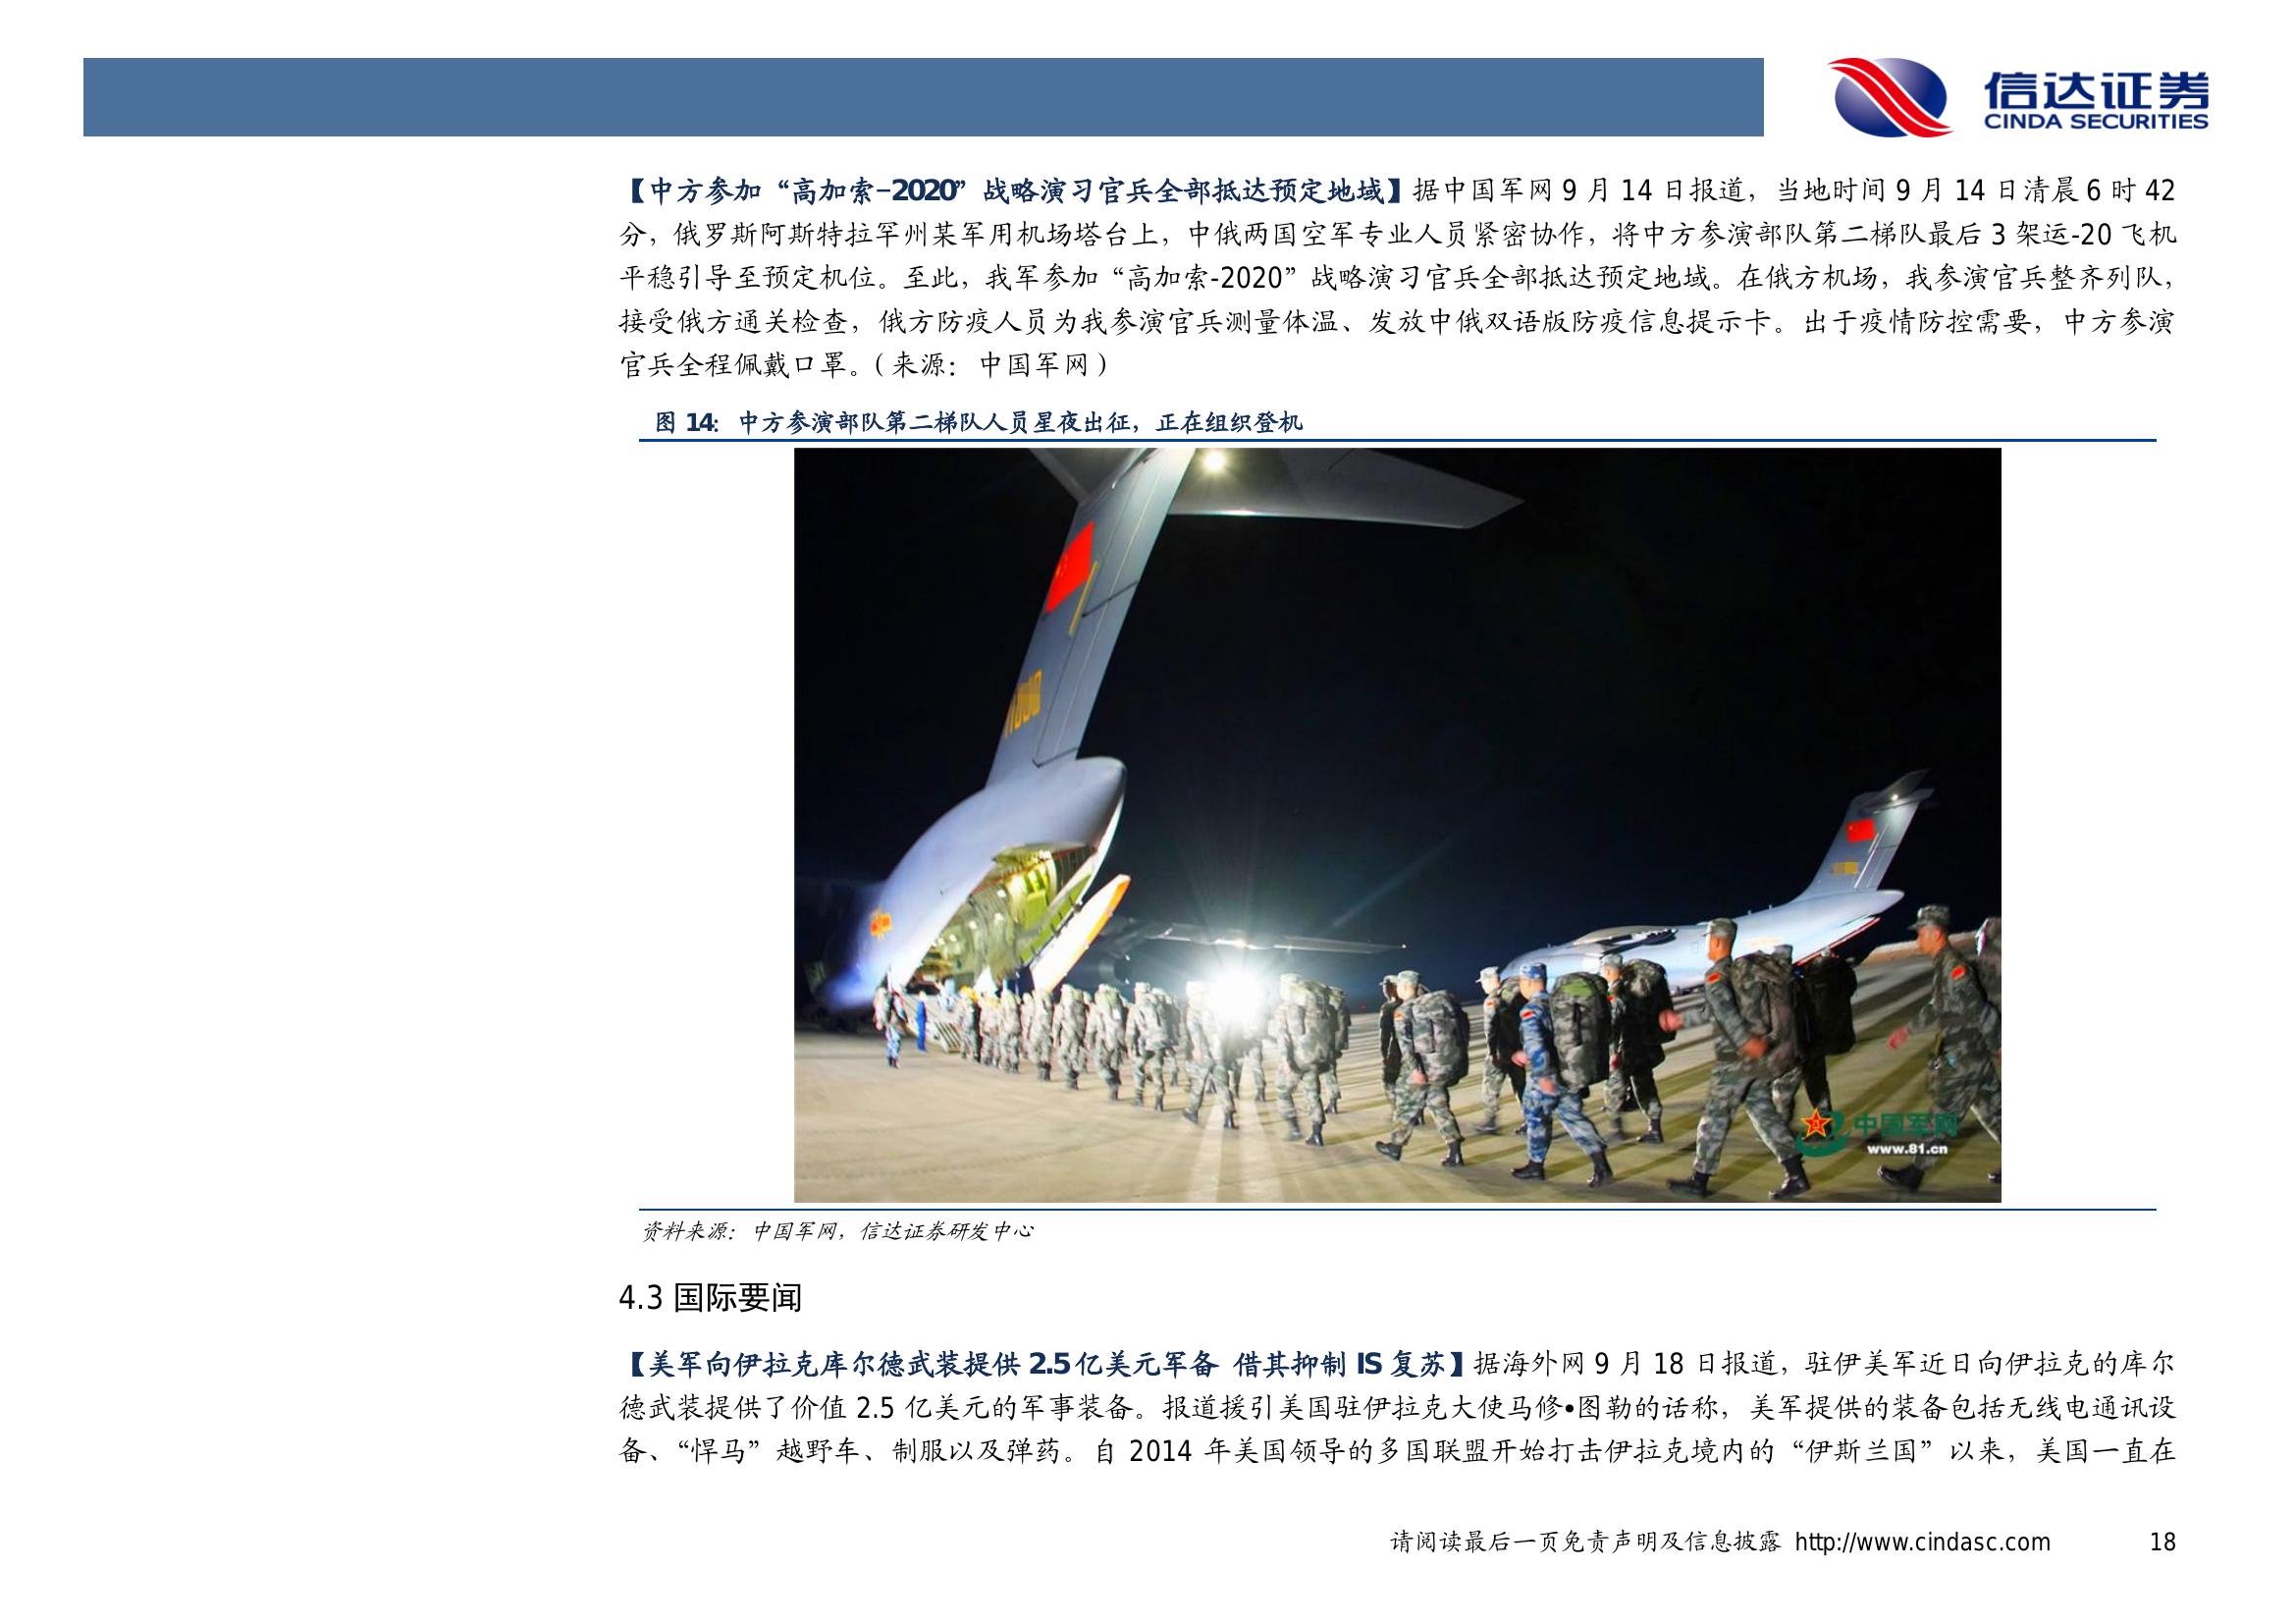 信达证券
CINDA SECURITIES
【中方参加“高加索-2020”战略演习官兵全部抵达预定地域】据中国军网 9 月 14 日报道，当地时间 9 月 14 日清晨 6 时 42
分，俄罗斯阿斯特拉罕州某军用机场塔台上，中俄两国空军专业人员紧密协作，将中方参演部队第二梯队最后 3 架运-20 飞机
平稳引导至预定机位。至此，我军参加“高加索-2020”战略演习官兵全部抵达预定地域。在俄方机场，我参演官兵整齐列队，
接受俄方通关检查，俄方防疫人员为我参演官兵测量体温、发放中俄双语版防疫信息提示卡。出于疫情防控需要，中方参演
官兵全程佩戴口罩。（来源：中国军网）
图 14：中方参演部队第二梯队人员星夜出征，正在组织登机
中国军网
www.81.cn
资料来源：中国军网，信达证券研发中心
4.3 国际要闻
【美军向伊拉克库尔德武装提供 2.5 亿美元军备 借其抑制 IS 复苏】据海外网 9 月 18 日报道，驻伊美军近日向伊拉克的库尔
德武装提供了价值 2.5 亿美元的军事装备。报道援引美国驻伊拉克大使马修•图勒的话称，美军提供的装备包括无线电通讯设
备、“悍马”越野车、制服以及弹药。自 2014 年美国领导的多国联盟开始打击伊拉克境内的“伊斯兰国”以来，美国一直在
请阅读最后一页免责声明及信息披露 http://www.cindasc.com 18